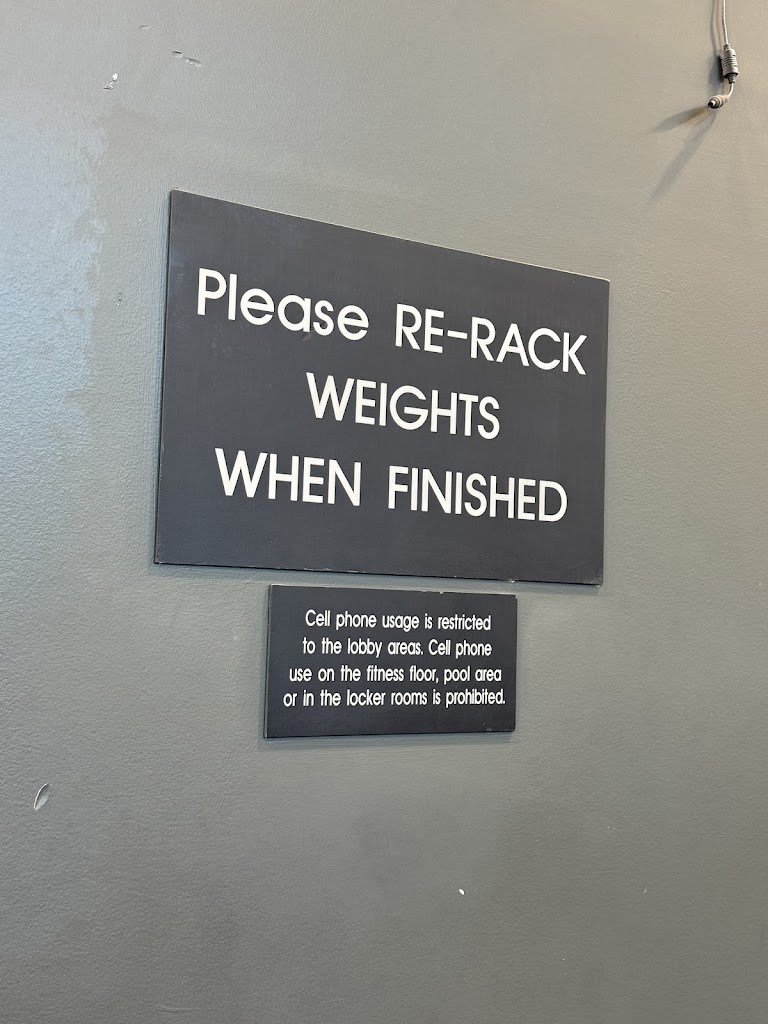 Please RE-RACK
WEIGHTS
WHEN FINISHED
Cell phone usage is restricted
to the lobby areas. Cell phone
use on the fitness floor, pool area
or in the locker rooms is prohibited.